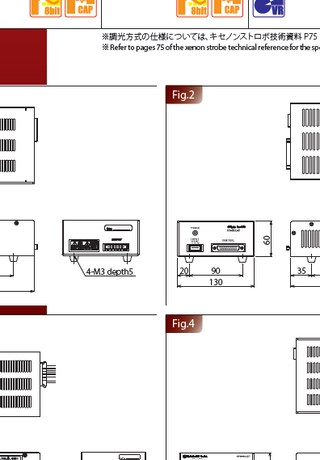 8bit
CAP
8bit
CAP
VR
※調光方式の仕様については、キセノンストロボ技術資料 P75
※ Refer to pages 75 of the xenon strobe technical reference for the spe
Fig.2
4-M3 depth5
60
20
90
35
130
Fig.4